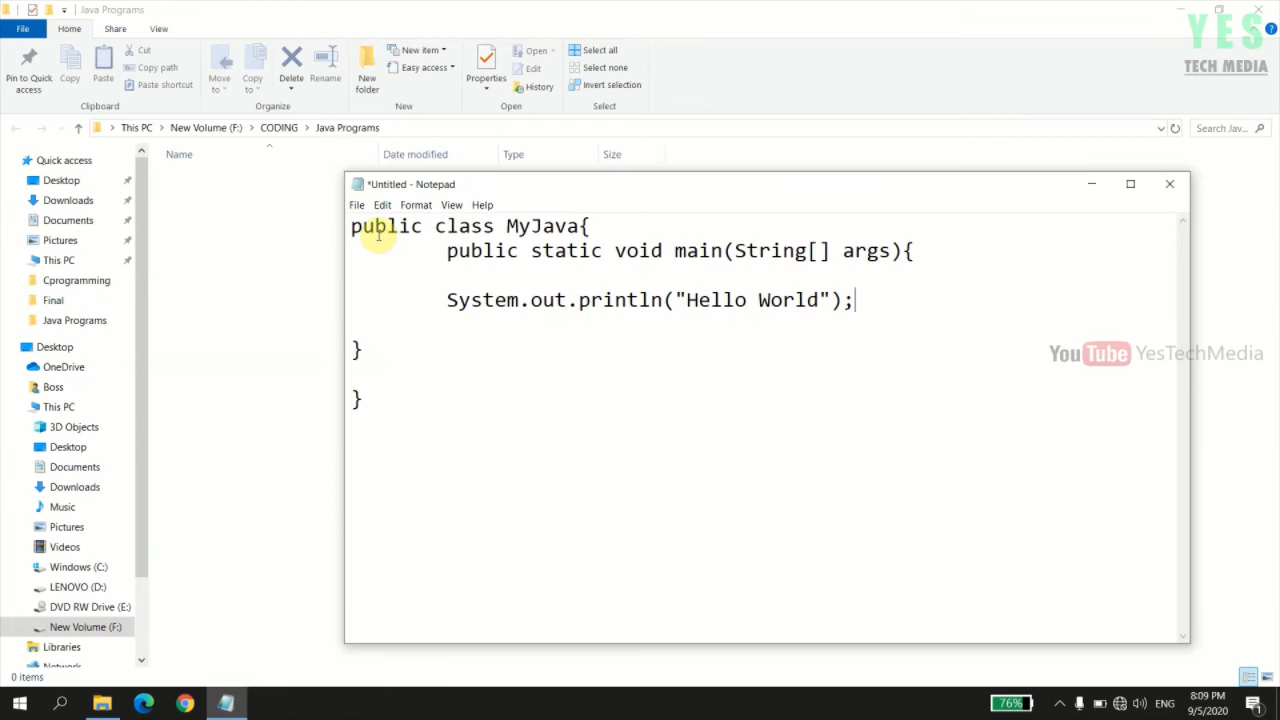 Java Programs
YES
TECH MEDIA
File Home Share View
Pin to Quick access
Copy
Paste
Cut
Copy path
Paste shortcut
Clipboard
Move to
Copy to
Delete
Rename
Organize
New folder
New item
Easy access
New
Properties
Open
Edit
History
Open
Select all
Select none
Invert selection
Select
This PC > New Volume (F:) > CODING > Java Programs
Search Jav...
Name Date modified Type Size
Quick access
Desktop
Downloads
Documents
Pictures
This PC
Cprogramming
Final
Java Programs
Desktop
OneDrive
Boss
This PC
3D Objects
Desktop
Documents
Downloads
Music
Pictures
Videos
Windows (C:)
LENOVO (D:)
DVD RW Drive (E:)
New Volume (F:)
Libraries
Network
0 items
*Untitled - Notepad
File Edit Format View Help
public class MyJava{
public static void main(String[] args){
System.out.println("Hello World");
}
}
YouTube YesTechMedia
76%
ENG
8:09 PM
9/5/2020
1